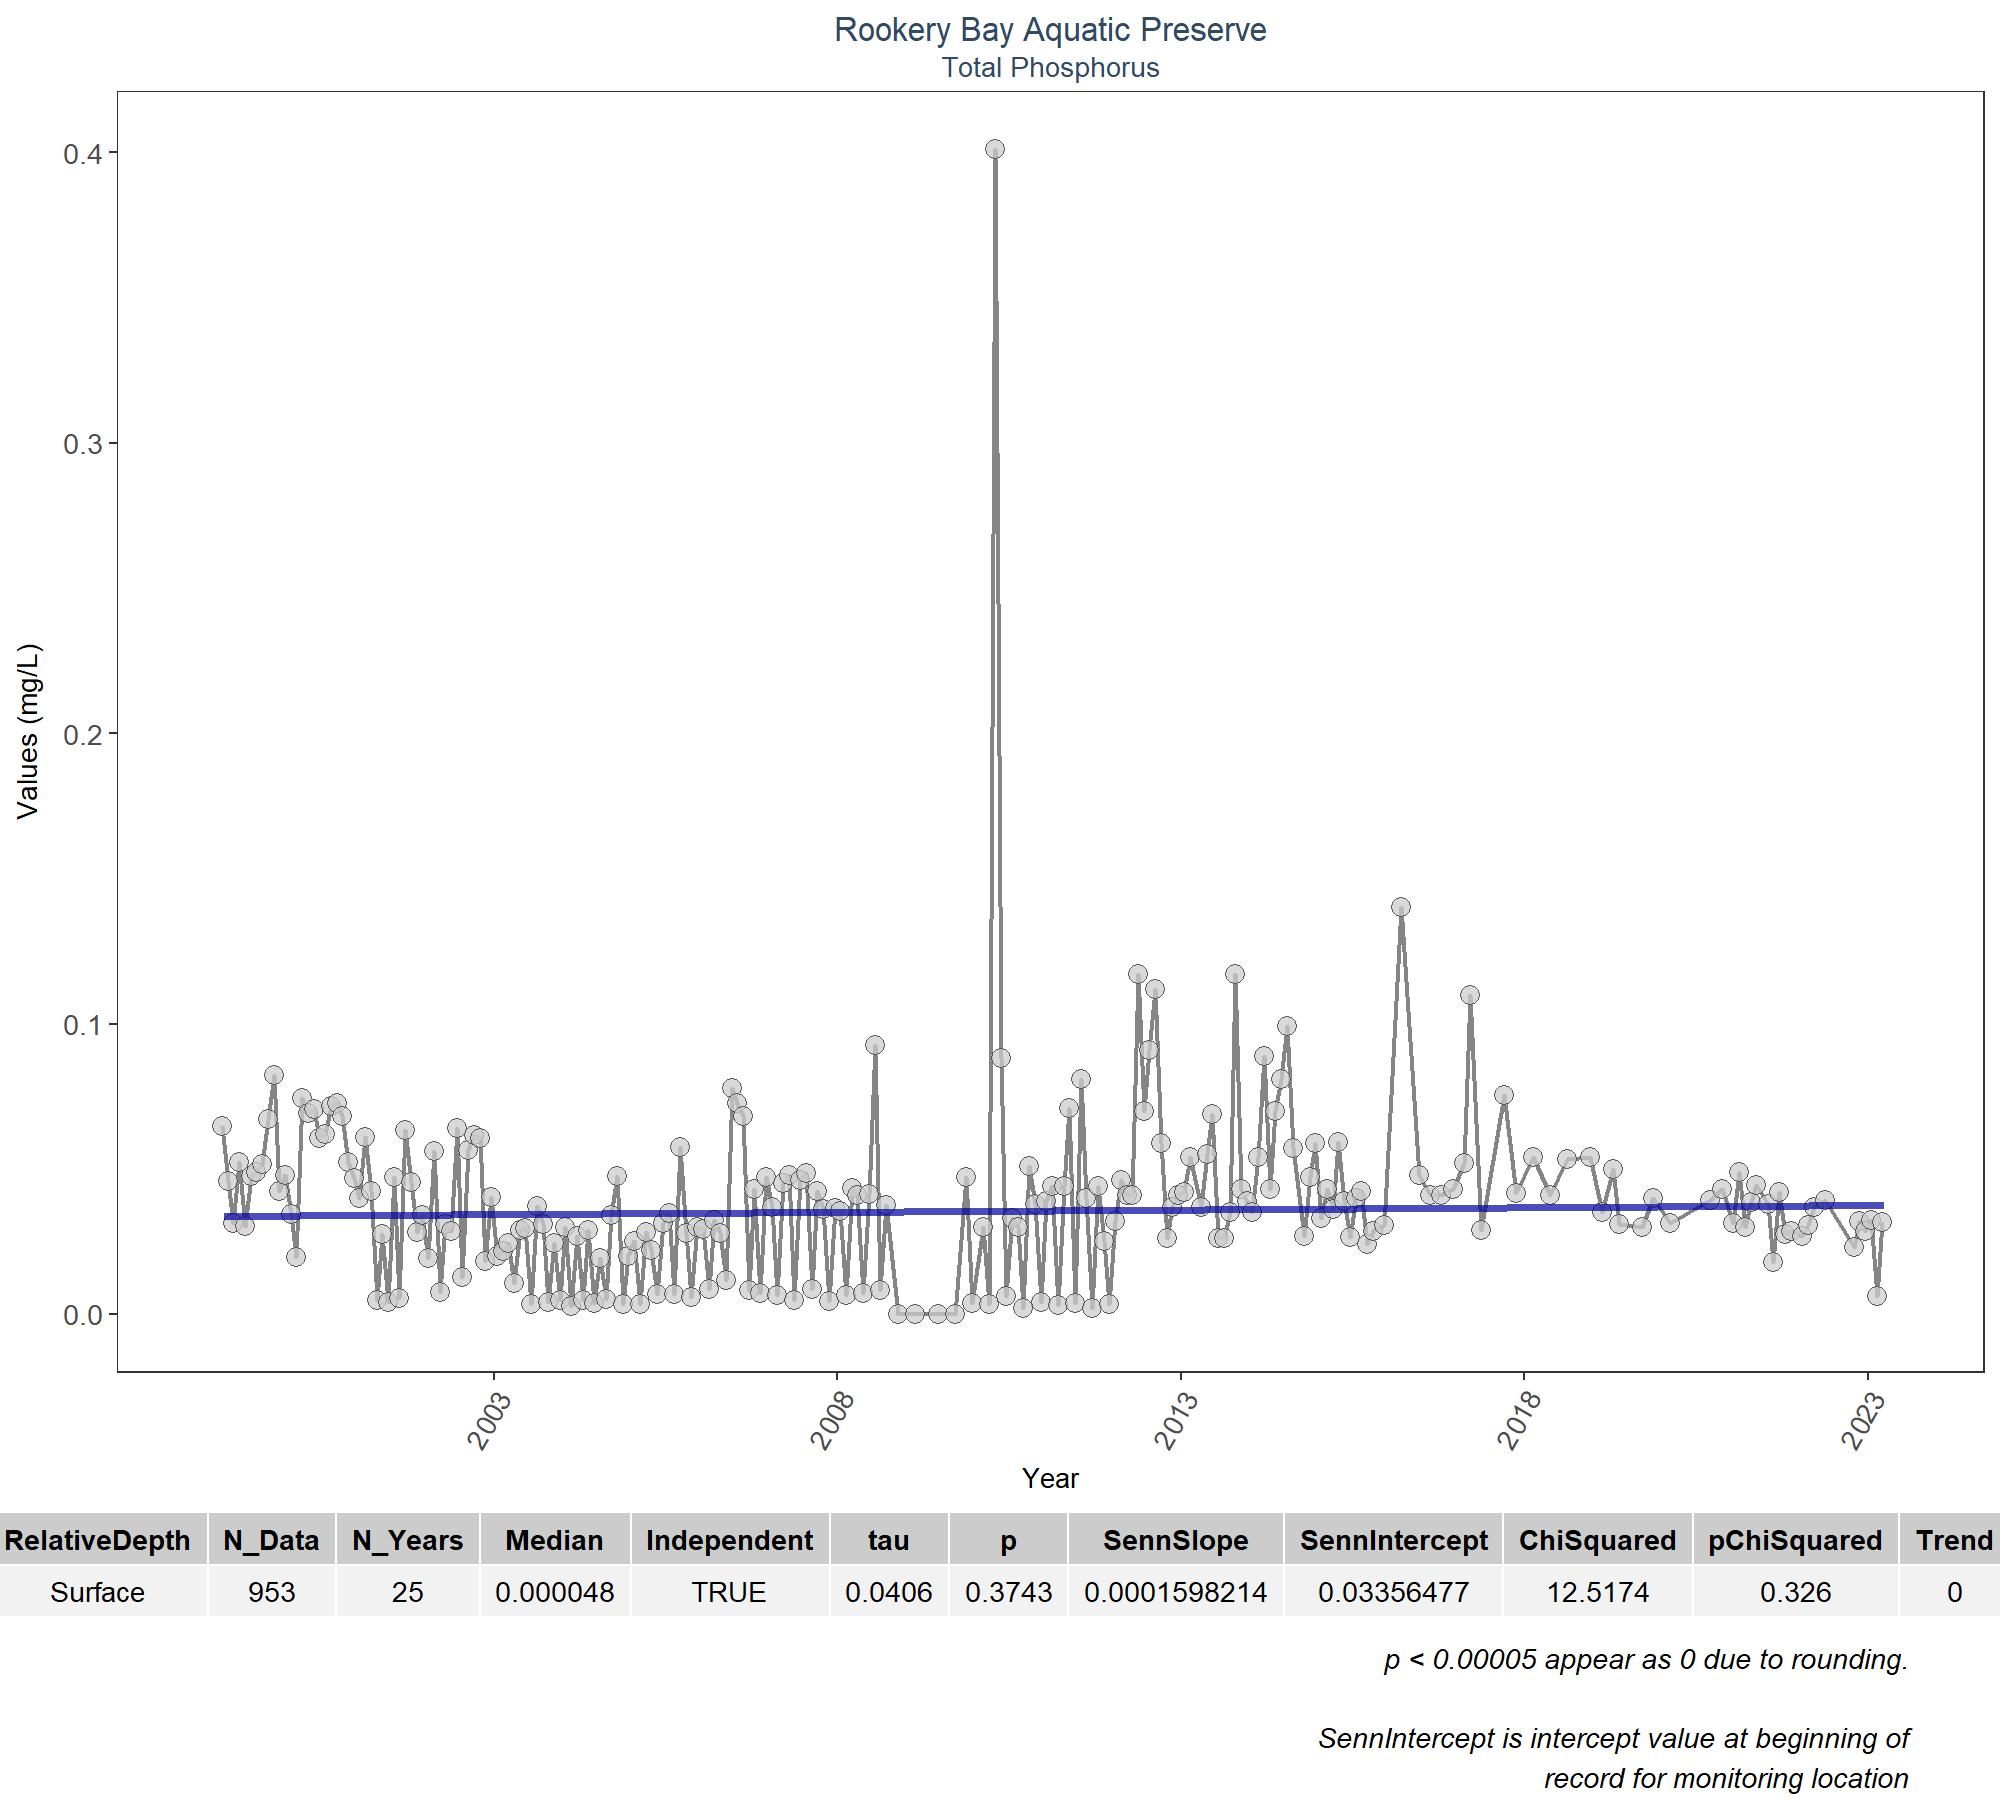 Rookery Bay Aquatic Preserve
Total Phosphorus
Values (mg/L)
0.4
0.3
0.2
0.1
0.0
2003 2008 2013 2018 2023
Year
RelativeDepth N_Data N_Years Median Independent tau p SennSlope SennIntercept ChiSquared pChiSquared Trend
Surface 953 25 0.000048 TRUE 0.0406 0.3743 0.0001598214 0.03356477 12.5174 0.326 0
p < 0.00005 appear as 0 due to rounding.
SennIntercept is intercept value at beginning of
record for monitoring location